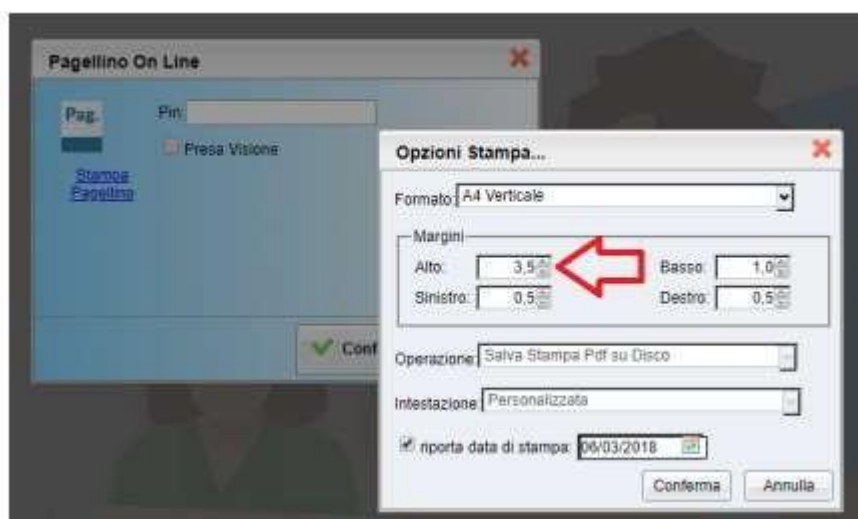 Pagellino On Line
Pag.
Pin:
Presa Visione
Stampa
Pagellino
Conf
Opzioni Stampa...
Formato: A4 Verticale
Margini
Alto: 3,5 Basso: 1,0
Sinistro: 0,5 Destro: 0,5
Operazione: Salva Stampa Pdf su Disco
Intestazione: Personalizzata
riporta data di stampa: 06/03/2018
Conferma Annulla